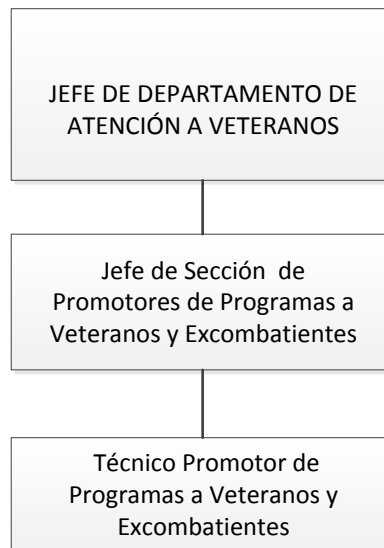 JEFE DE DEPARTAMENTO DE
ATENCIÓN A VETERANOS
Jefe de Sección de
Promotores de Programas a
Veteranos y Excombatientes
Técnico Promotor de
Programas a Veteranos y
Excombatientes